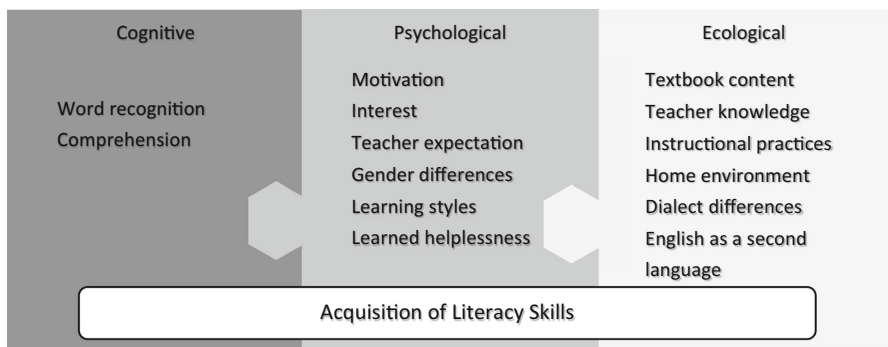 Cognitive
Word recognition
Comprehension
Psychological
Motivation
Interest
Teacher expectation
Gender differences
Learning styles
Learned helplessness
Ecological
Textbook content
Teacher knowledge
Instructional practices
Home environment
Dialect differences
English as a second
language
Acquisition of Literacy Skills